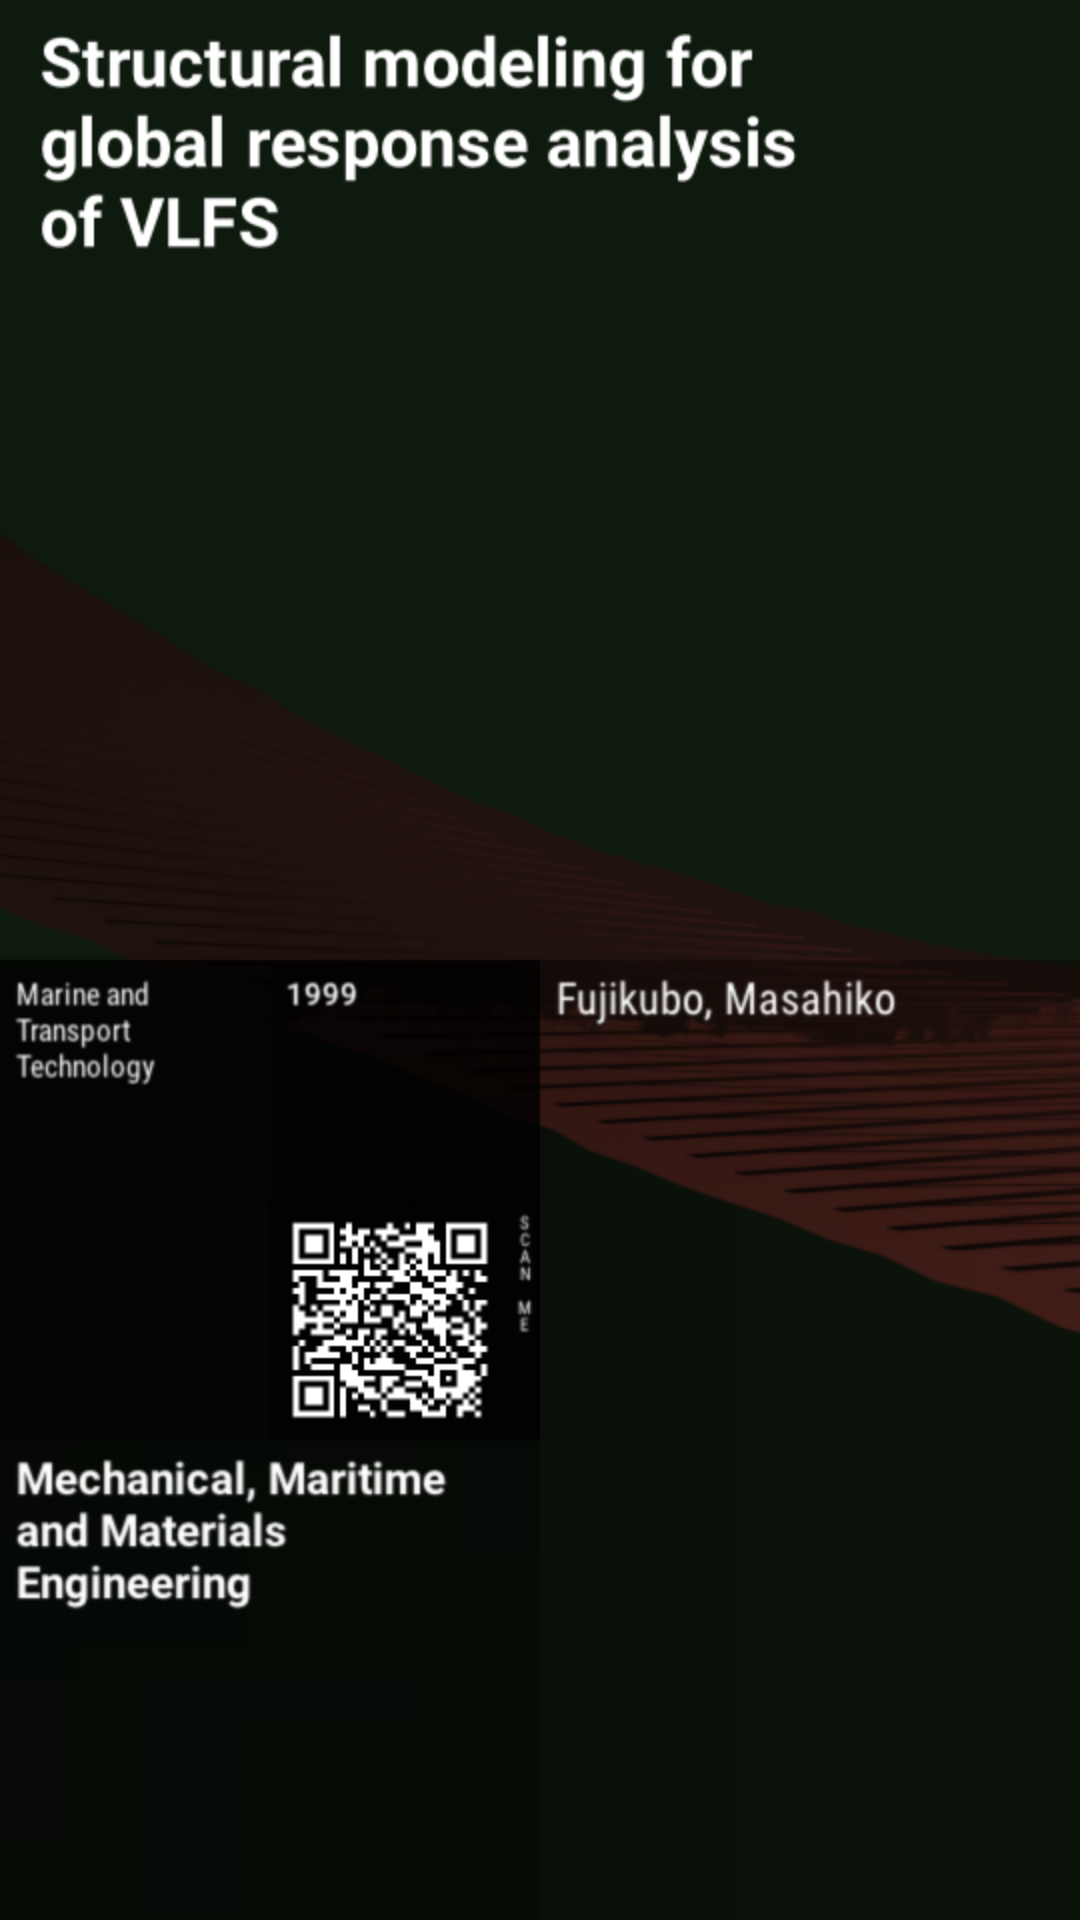 Structural modeling for
global response analysis
of VLFS
Marine and
Transport
Technology
1999
Fujikubo, Masahiko
SCAN ME
Mechanical, Maritime
and Materials
Engineering